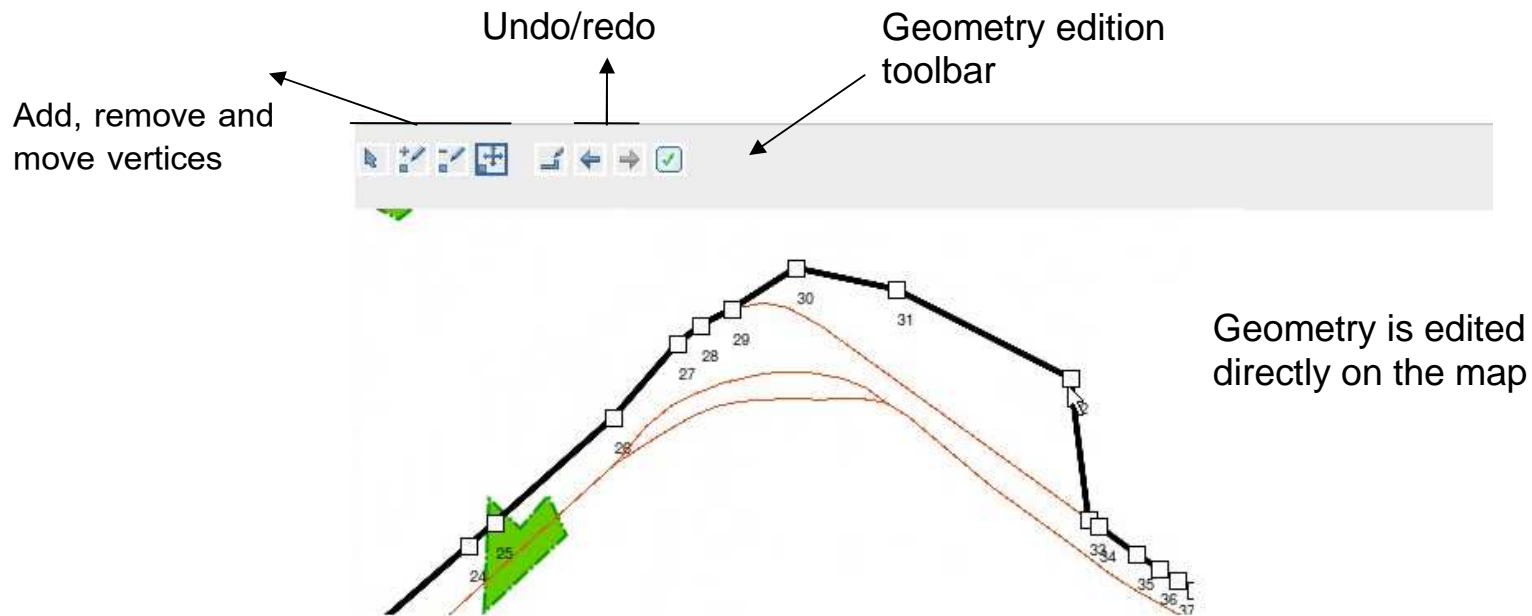 Undo/redo
Geometry edition
toolbar
Add, remove and
move vertices
30
31
29
28
27
26
Geometry is edited
directly on the map
25
24
33
34
35
36
37